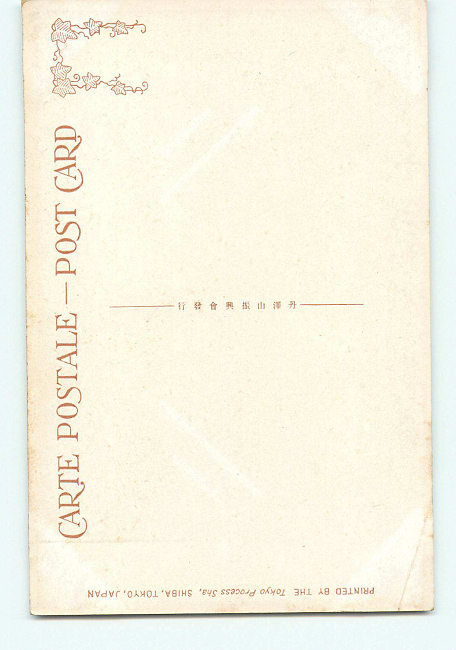 CARTE POSTALE — POST CARD
丹澤山振興會發行
PRINTED BY THE Tokyo Process Sha, SHIBA, TOKYO, JAPAN